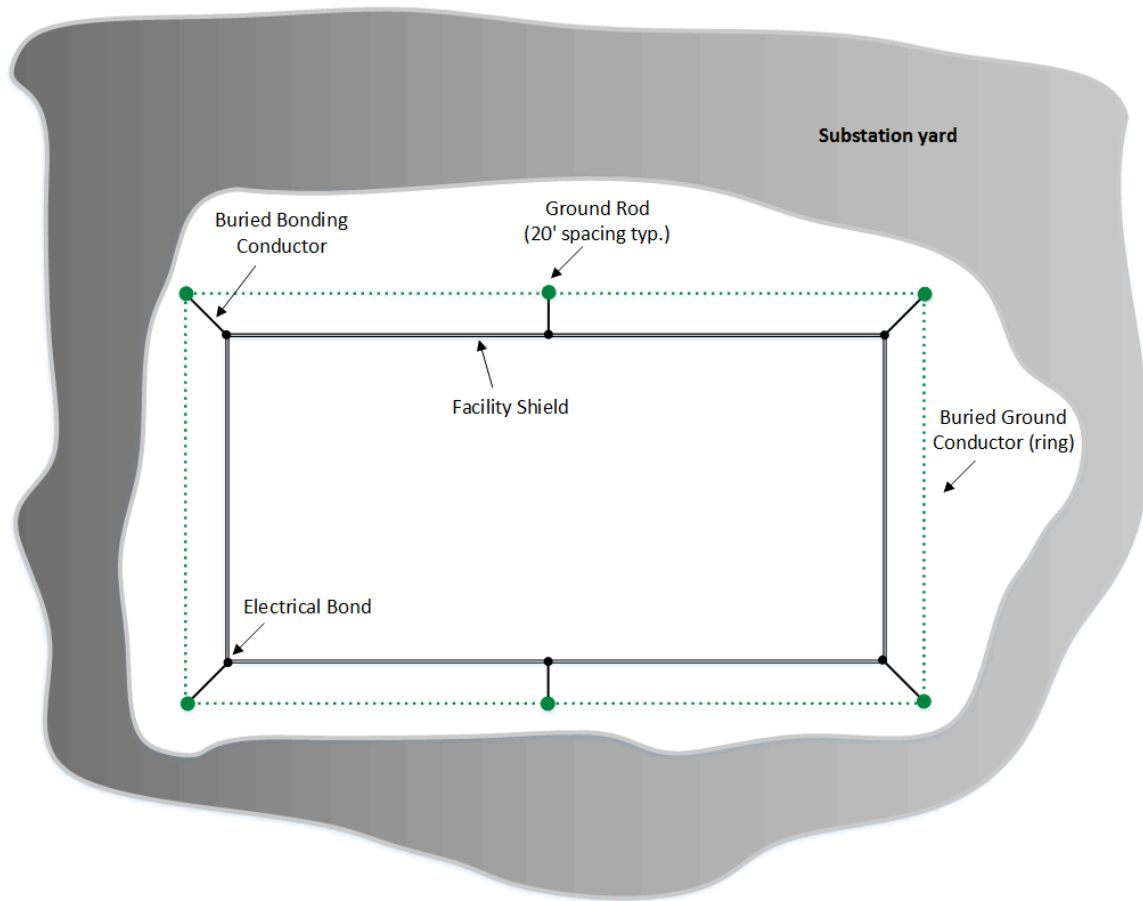 Substation yard
Buried Bonding
Conductor
Ground Rod
(20' spacing typ.)
Facility Shield
Buried Ground
Conductor (ring)
Electrical Bond